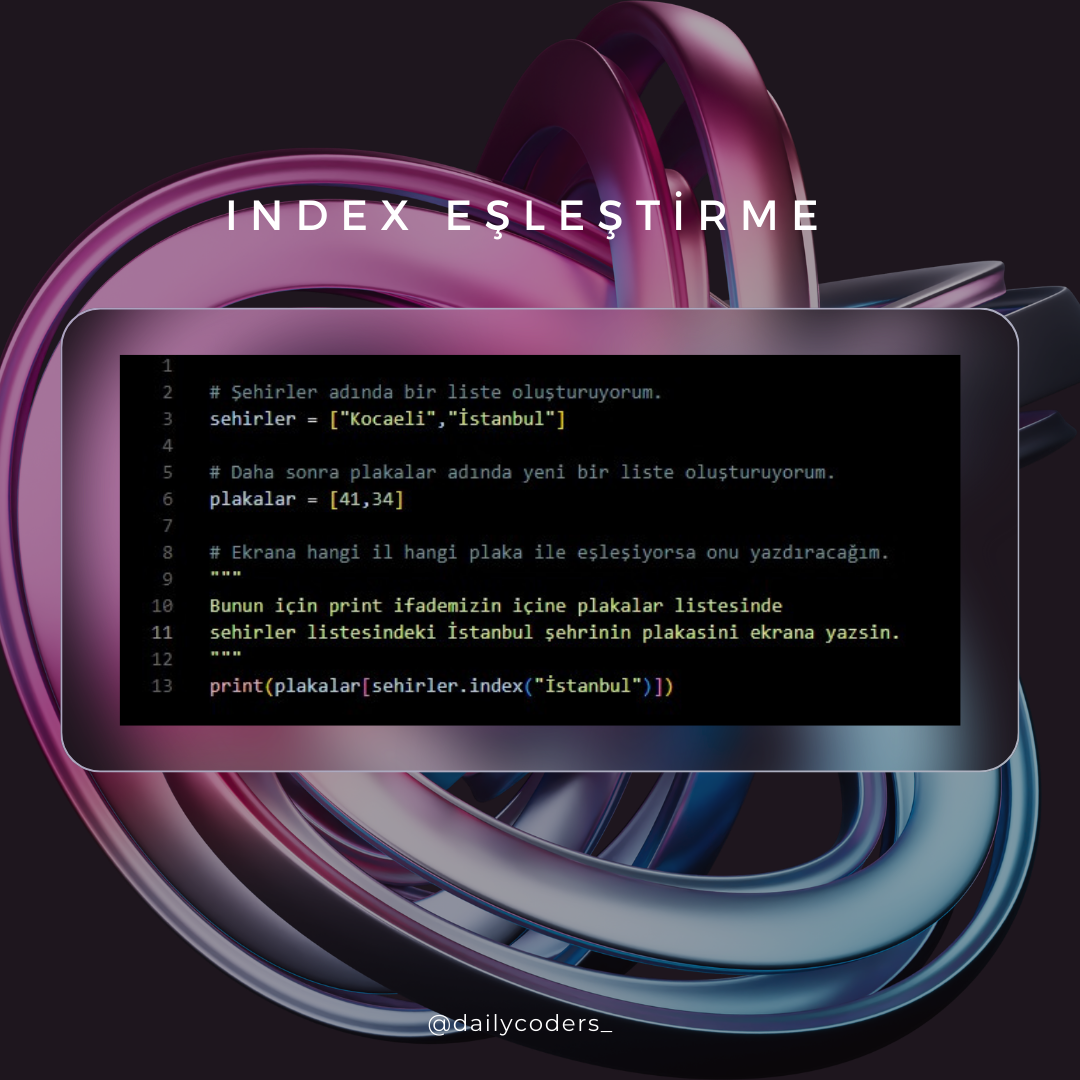 INDEX EŞLEŞTİRME
1
2 # Şehirler adında bir liste oluşturuyorum.
3 sehirler = ["Kocaeli","İstanbul"]
4
5 # Daha sonra plakalar adında yeni bir liste oluşturuyorum.
6 plakalar = [41,34]
7
8 # Ekrana hangi il hangi plaka ile eşleşiyorsa onu yazdıracağım.
9 """
10 Bunun için print ifademizin içine plakalar listesinde
11 sehirler listesindeki İstanbul şehrinin plakasini ekrana yazsin.
12 """
13 print(plakalar[sehirler.index("İstanbul")])
@dailycoders_